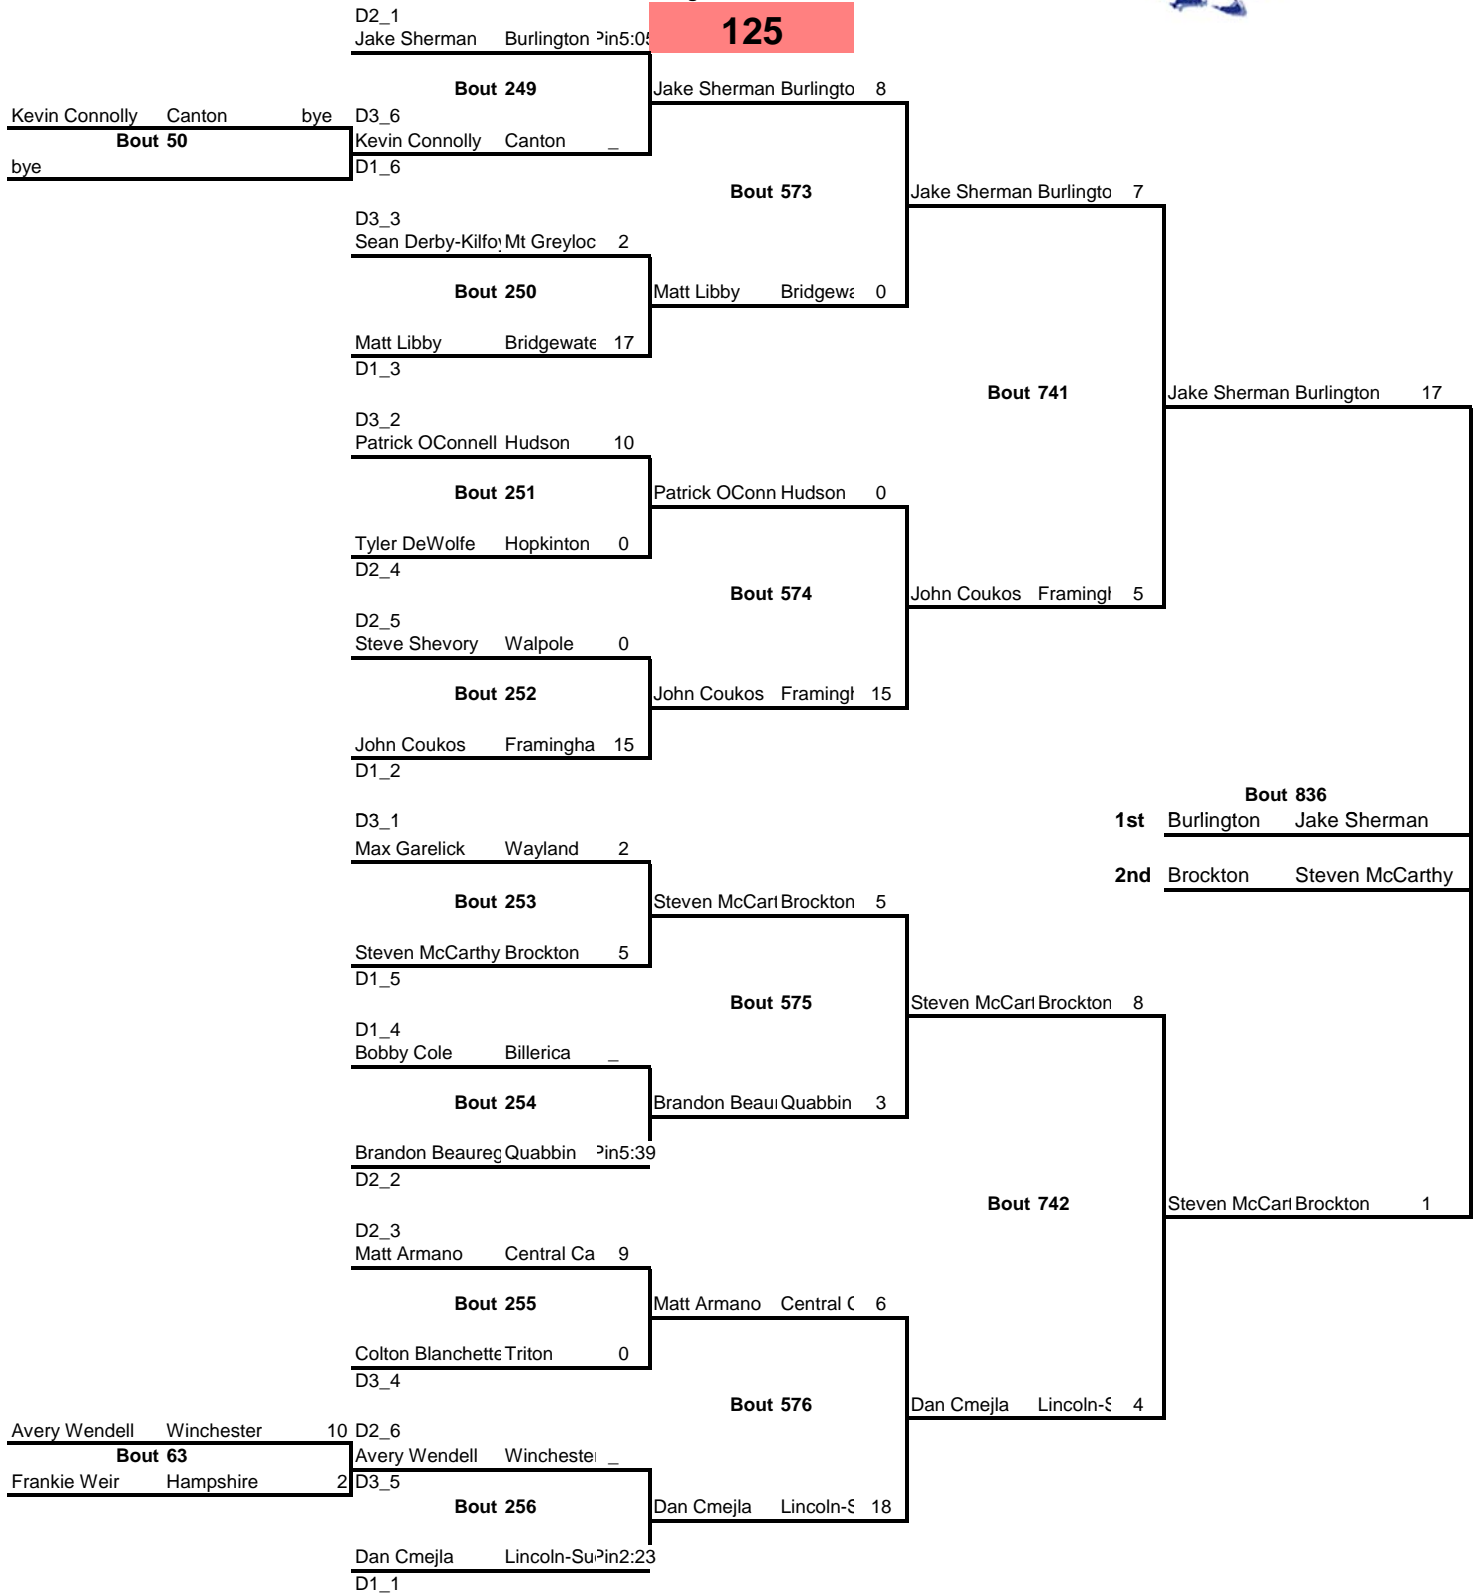 D2_1
125
Jake Sherman Burlington Pin5:05
Bout 249
Jake Sherman Burlingto 8
Kevin Connolly Canton bye D3_6
Bout 50
Kevin Connolly Canton _
bye
D1_6
Bout 573
Jake Sherman Burlingto 7
D3_3
Sean Derby-Kilfoy Mt Greyloc 2
Bout 250
Matt Libby Bridgewa 0
Matt Libby Bridgewate 17
D1_3
Bout 741
Jake Sherman Burlington 17
D3_2
Patrick OConnell Hudson 10
Bout 251
Patrick OConn Hudson 0
Tyler DeWolfe Hopkinton 0
D2_4
Bout 574
John Coukos Framingh 5
D2_5
Steve Shevory Walpole 0
Bout 252
John Coukos Framingh 15
John Coukos Framingha 15
D1_2
Bout 836
D3_1
1st Burlington Jake Sherman
Max Garelick Wayland 2
2nd Brockton Steven McCarthy
Bout 253
Steven McCart Brockton 5
Steven McCarthy Brockton 5
D1_5
Bout 575
Steven McCart Brockton 8
D1_4
Bobby Cole Billerica _
Bout 254
Brandon Beaur Quabbin 3
Brandon Beaureg Quabbin Pin5:39
D2_2
Bout 742
Steven McCart Brockton 1
D2_3
Matt Armano Central Ca 9
Bout 255
Matt Armano Central C 6
Colton Blanchette Triton 0
D3_4
Bout 576
Dan Cmejla Lincoln-S 4
Avery Wendell Winchester 10 D2_6
Bout 63
Avery Wendell Winchester _
Frankie Weir Hampshire 2 D3_5
Bout 256
Dan Cmejla Lincoln-S 18
Dan Cmejla Lincoln-Su Pin2:23
D1_1